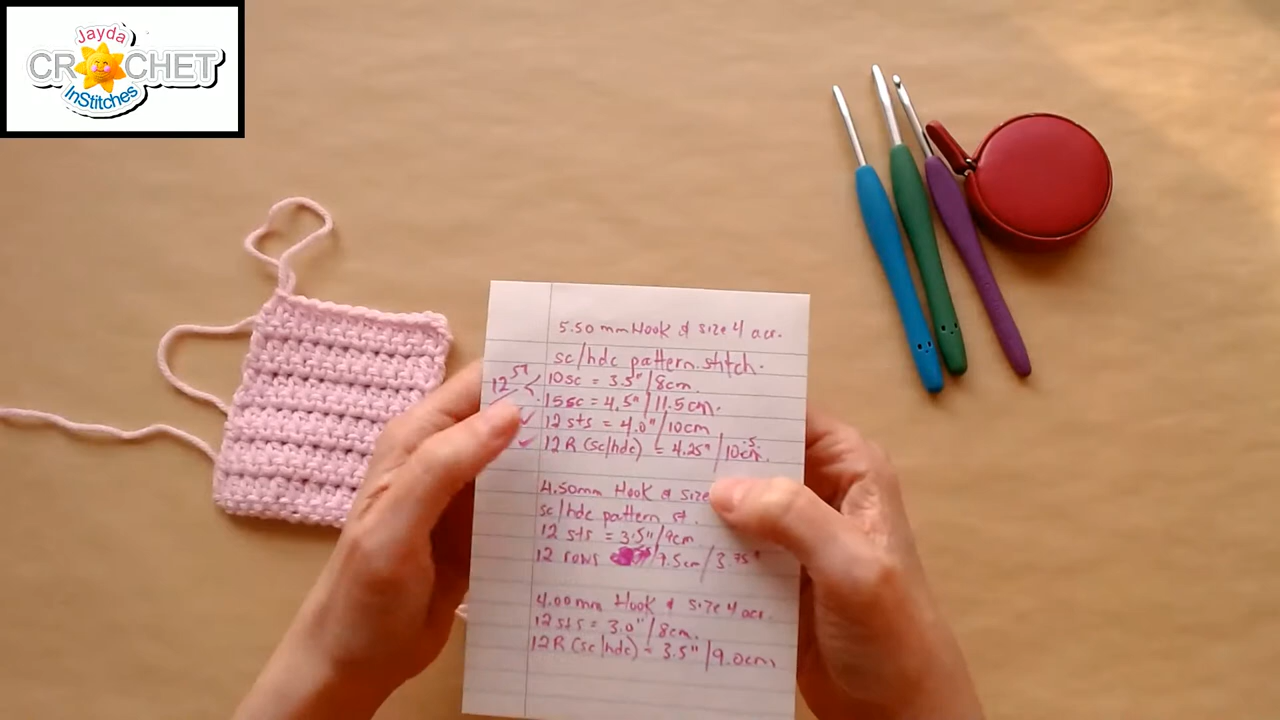 Jayda
CROCHET
InStitches
5.50 mm Hook & size 4 acr.
sc/hdc pattern stitch.
12 st
10sc = 3.5"/8cm
15sc = 4.5"/11.5cm.
12 sts = 4.0"/10cm
12 R (sc/hdc) = 4.25"/10.5cm.
4.50mm Hook & size
sc/hdc pattern st.
12 sts = 3.5"/9cm
12 rows /9.5cm/3.75"
4.00mm Hook & size 4 acr.
12 sts = 3.0"/8cm.
12R (sc/hdc) = 3.5"/9.0cm